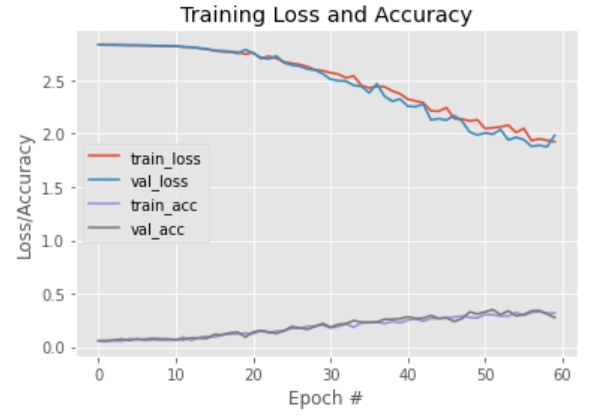 Training Loss and Accuracy
Loss/Accuracy
2.5
2.0
1.5
1.0
0.5
0.0
train_loss
val_loss
train_acc
val_acc
0 10 20 30 40 50 60
Epoch #